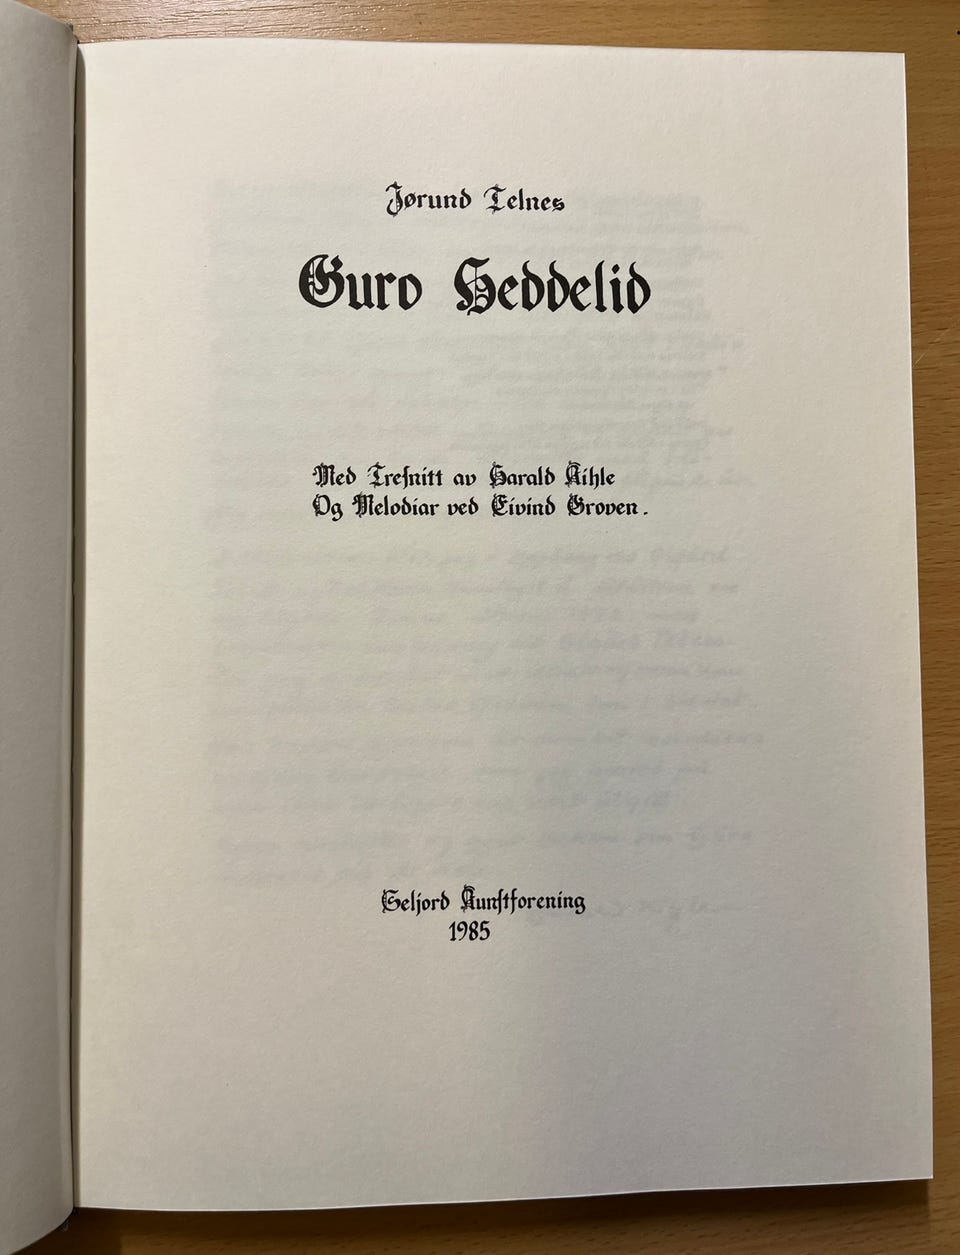 Jørund Telnes
Guro Heddelid
Med Tresnitt av Harald Kihle
Og Melodiar ved Eivind Groven.
Seljord Kunstforening
1985